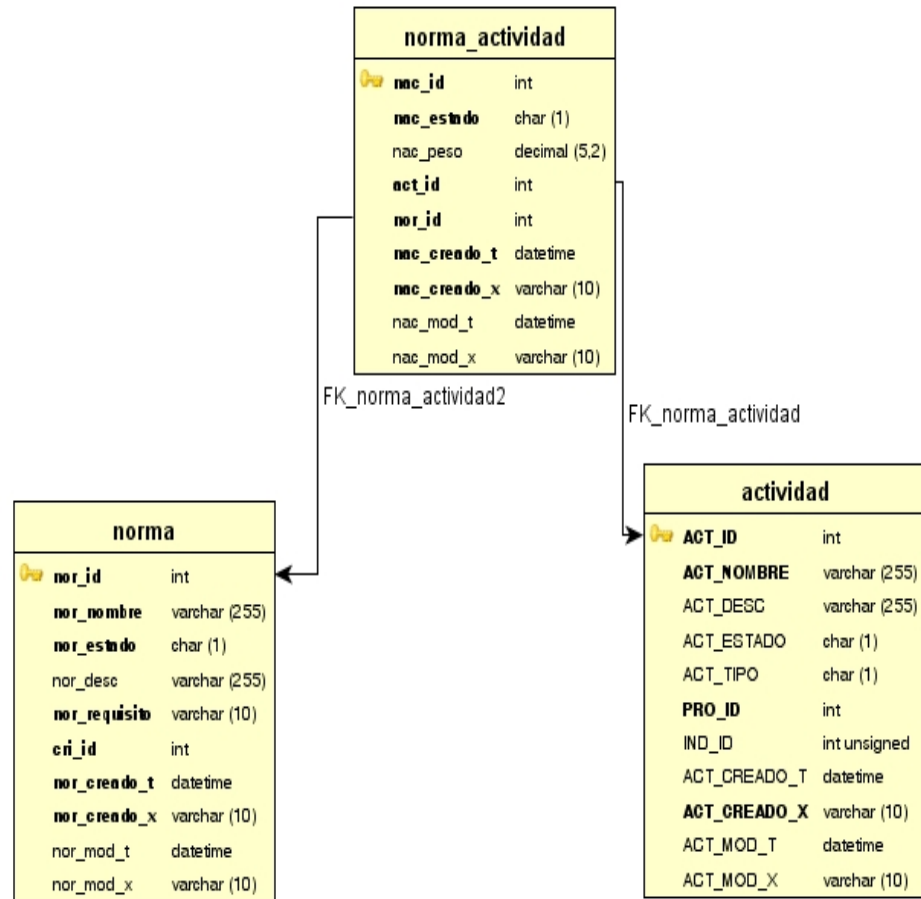 norma_actividad
nac_id int
nac_estado char (1)
nac_peso decimal (5,2)
act_id int
nor_id int
nac_creado_t datetime
nac_creado_x varchar (10)
nac_mod_t datetime
nac_mod_x varchar (10)
FK_norma_actividad2
FK_norma_actividad
norma
nor_id int
nor_nombre varchar (255)
nor_estado char (1)
nor_desc varchar (255)
nor_requisito varchar (10)
cri_id int
nor_creado_t datetime
nor_creado_x varchar (10)
nor_mod_t datetime
nor_mod_x varchar (10)
actividad
ACT_ID int
ACT_NOMBRE varchar (255)
ACT_DESC varchar (255)
ACT_ESTADO char (1)
ACT_TIPO char (1)
PRO_ID int
IND_ID int unsigned
ACT_CREADO_T datetime
ACT_CREADO_X varchar (10)
ACT_MOD_T datetime
ACT_MOD_X varchar (10)